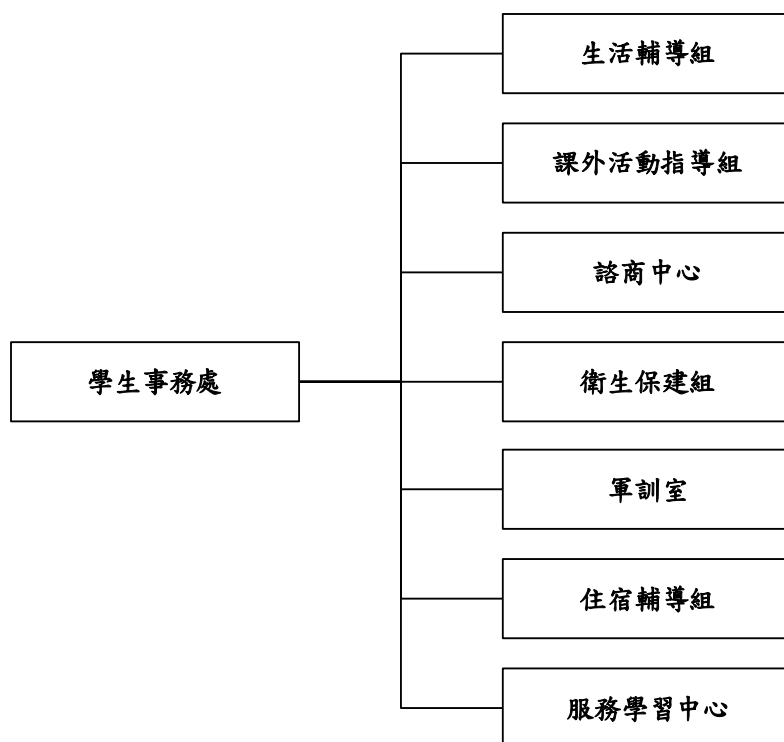 生活輔導組
課外活動指導組
諮商中心
學生事務處
衛生保建組
軍訓室
住宿輔導組
服務學習中心